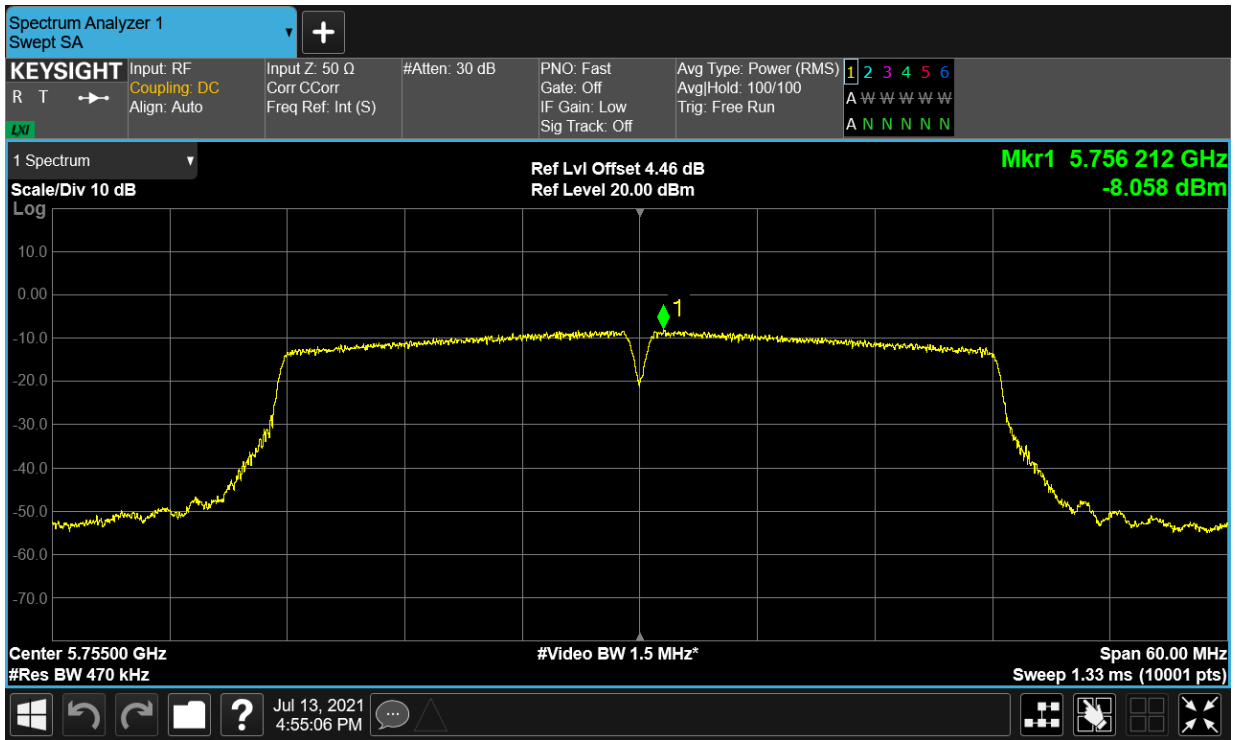 Spectrum Analyzer 1
Swept SA
▼
+
KEYSIGHT
R T
LXI
Input: RF
Coupling: DC
Align: Auto
Input Z: 50 Ω
Corr CCorr
Freq Ref: Int (S)
#Atten: 30 dB
PNO: Fast
Gate: Off
IF Gain: Low
Sig Track: Off
Avg Type: Power (RMS)
Avg|Hold: 100/100
Trig: Free Run
1 2 3 4 5 6
A W W W W W
A N N N N N
1 Spectrum ▼
Scale/Div 10 dB
Log
Ref Lvl Offset 4.46 dB
Ref Level 20.00 dBm
Mkr1 5.756 212 GHz
-8.058 dBm
10.0
0.00
-10.0
-20.0
-30.0
-40.0
-50.0
-60.0
-70.0
1
Center 5.75500 GHz
#Res BW 470 kHz
#Video BW 1.5 MHz*
Span 60.00 MHz
Sweep 1.33 ms (10001 pts)
?
Jul 13, 2021
4:55:06 PM